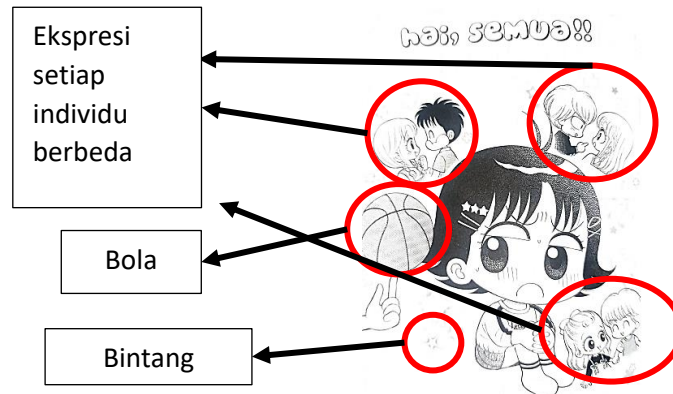 hai, semua!!
Ekspresi
setiap
individu
berbeda
Bola
Bintang